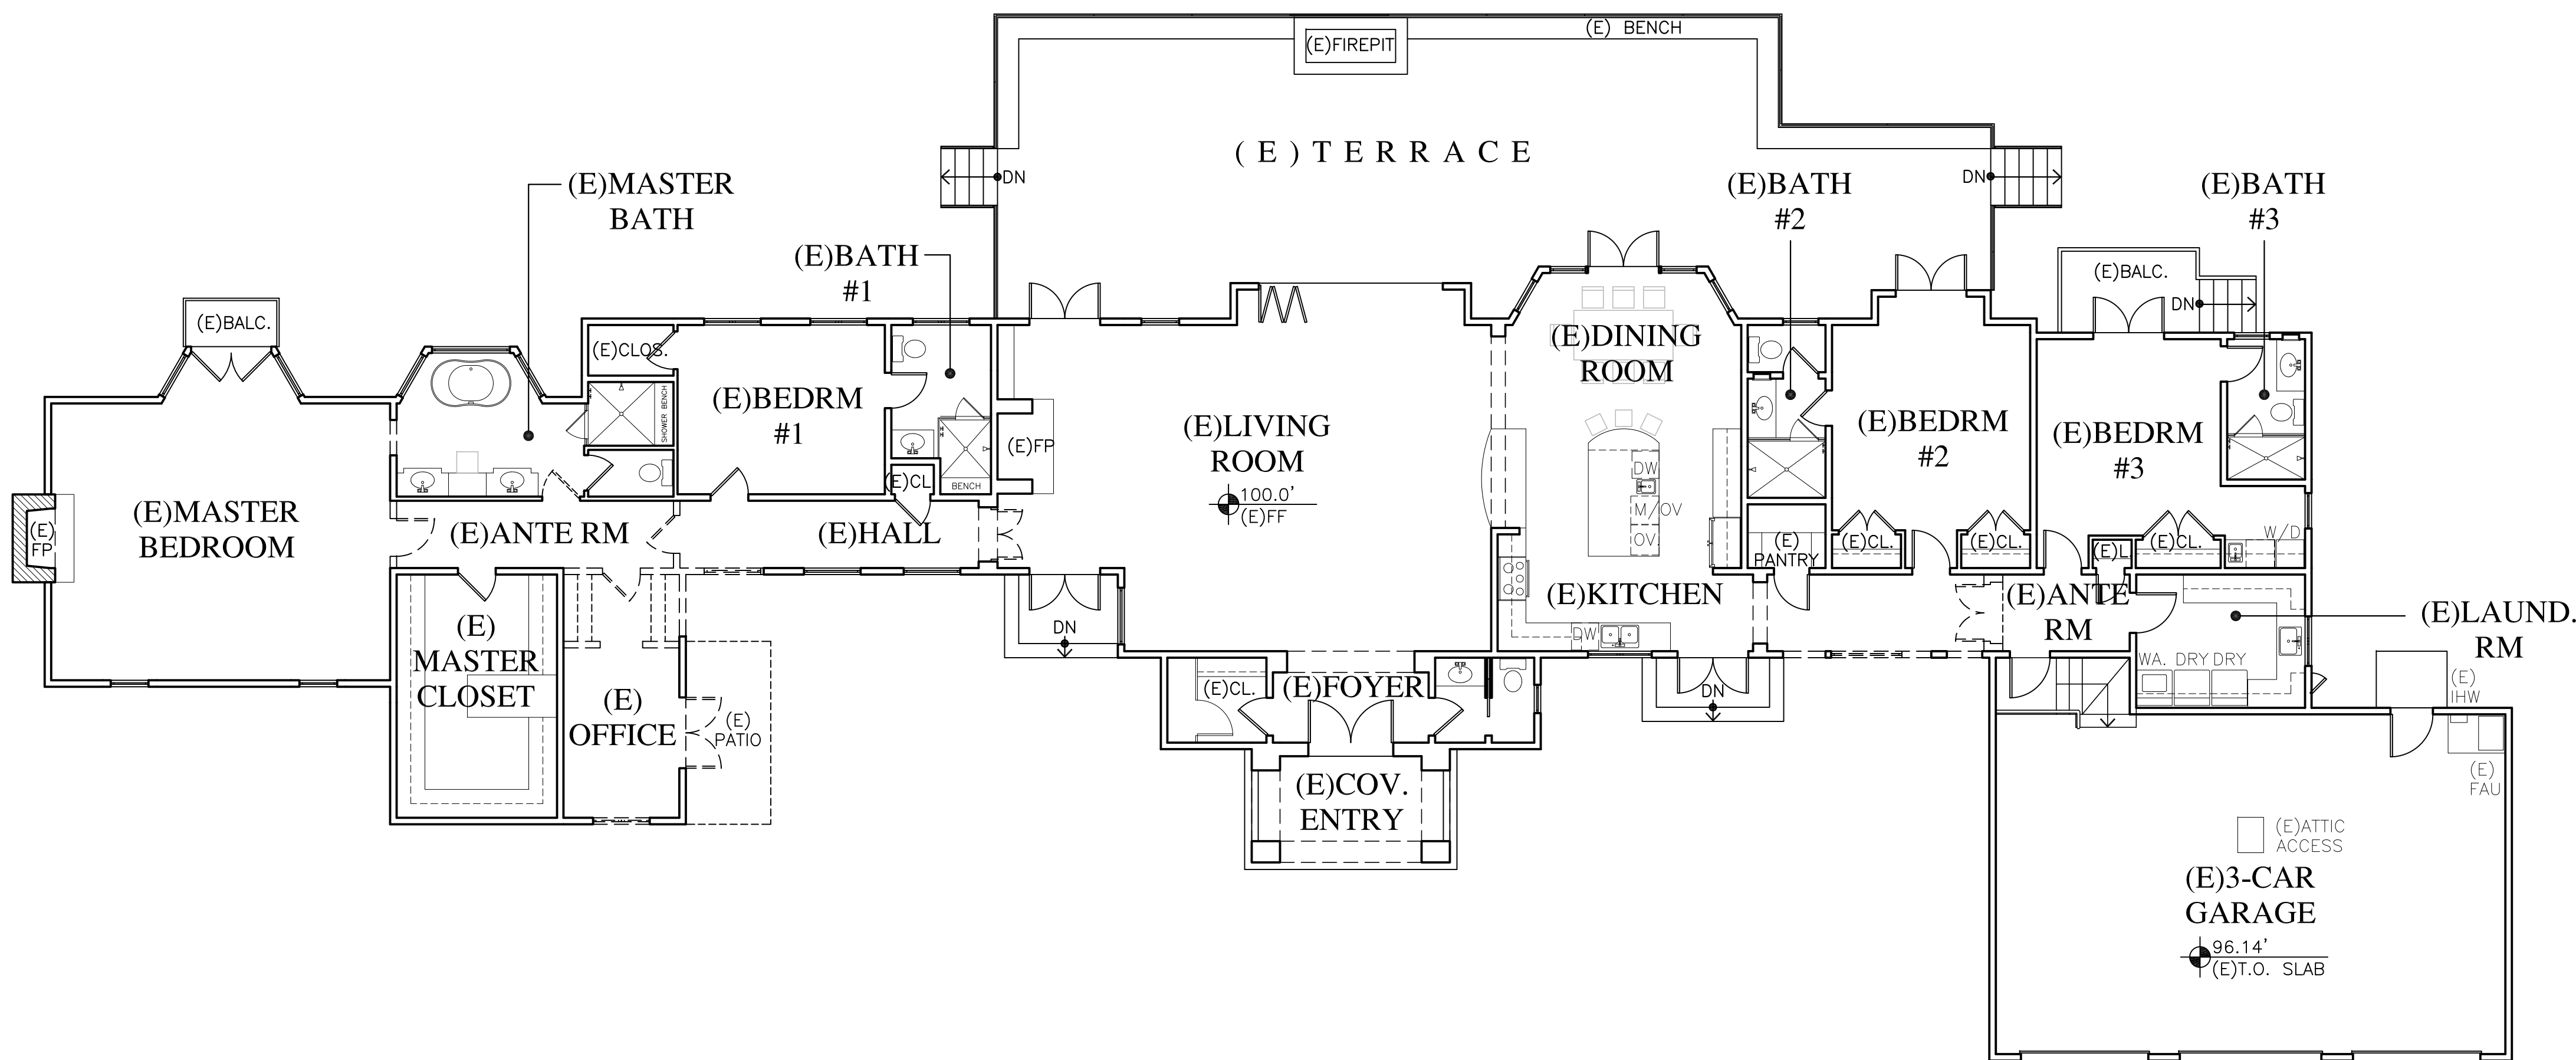 (E) BENCH
(E)FIREPIT
(E)TERRACE
DN
DN
(E)MASTER
BATH
(E)BATH
#2
(E)BATH
#3
(E)BATH
#1
(E)BALC.
DN
(E)BALC.
(E)CLOS.
SHOWER BENCH
(E)BEDRM
#1
(E)DINING
ROOM
(E)LIVING
ROOM
100.0'
(E)FF
(E)FP
(E)BEDRM
#2
(E)BEDRM
#3
(E)CL
BENCH
DW
M/OV
OV.
(E)
FP
(E)MASTER
BEDROOM
(E)ANTE RM
(E)HALL
(E)
PANTRY
(E)CL.
(E)CL.
(E)L.
(E)CL.
W/D
(E)KITCHEN
DW
(E)ANTE
RM
(E)LAUND.
RM
DN
(E)
MASTER
CLOSET
(E)
OFFICE
(E)
PATIO
(E)CL.
(E)FOYER
DN
WA. DRY DRY
(E)
IHW
(E)COV.
ENTRY
(E)
FAU
(E)ATTIC
ACCESS
(E)3-CAR
GARAGE
96.14'
(E)T.O. SLAB